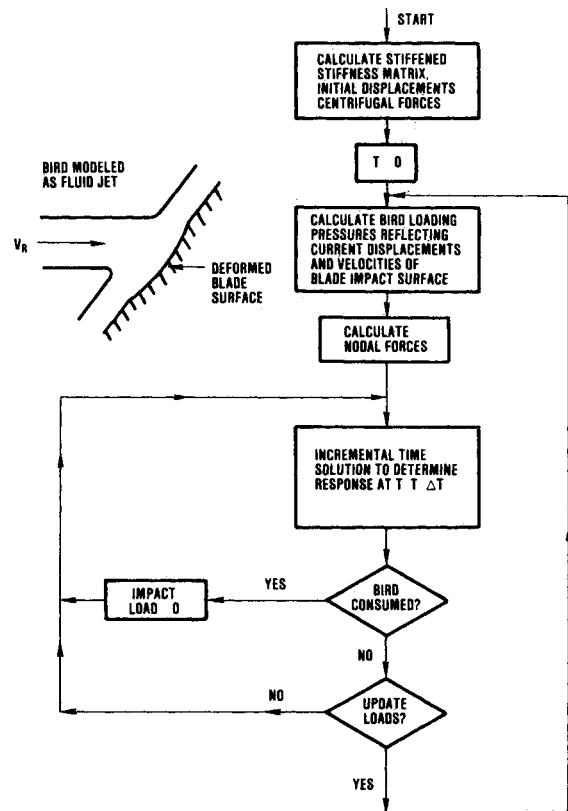 START
CALCULATE STIFFENED
STIFFNESS MATRIX,
INITIAL DISPLACEMENTS
CENTRIFUGAL FORCES
T 0
BIRD MODELED
AS FLUID JET
VR
DEFORMED
BLADE
SURFACE
CALCULATE BIRD LOADING
PRESSURES REFLECTING
CURRENT DISPLACEMENTS
AND VELOCITIES OF
BLADE IMPACT SURFACE
CALCULATE
NODAL FORCES
INCREMENTAL TIME
SOLUTION TO DETERMINE
RESPONSE AT T T △T
BIRD
CONSUMED?
YES
IMPACT
LOAD 0
NO
UPDATE
LOADS?
NO
YES